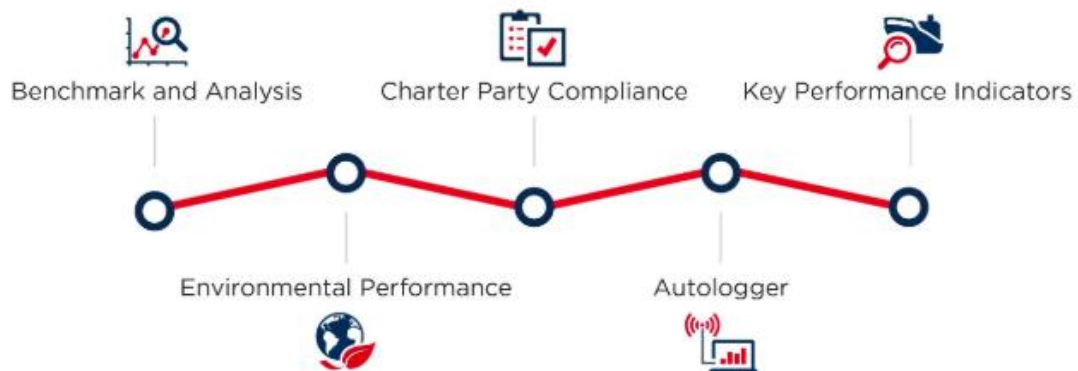 Benchmark and Analysis
Charter Party Compliance
Key Performance Indicators
Environmental Performance
Autologger